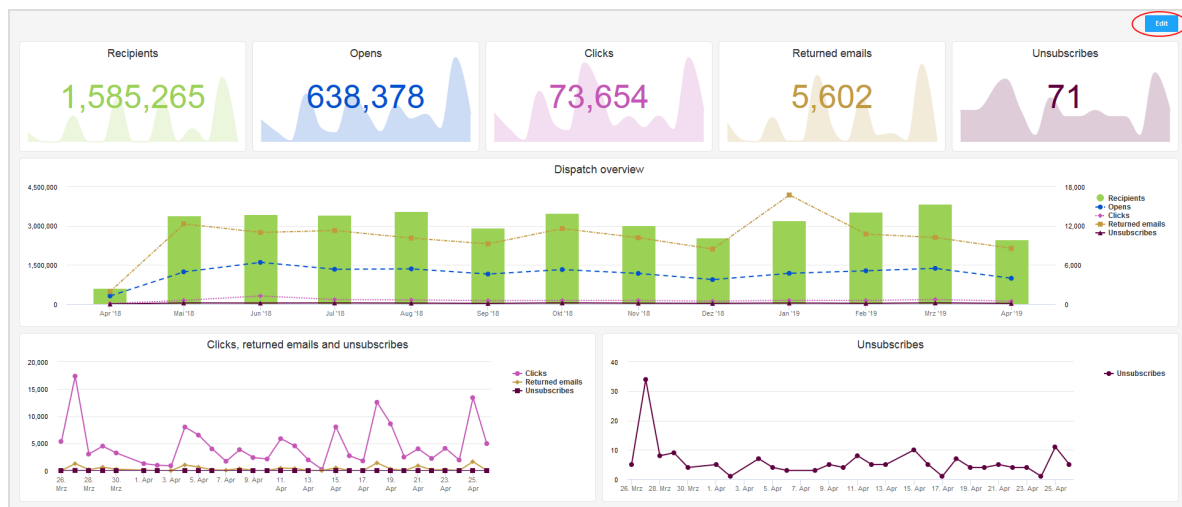 Edit
Recipients
1,585,265
Opens
638,378
Clicks
73,654
Returned emails
5,602
Unsubscribes
71
Dispatch overview
4,500,000
3,000,000
1,500,000
0
18,000
12,000
6,000
0
Recipients
Opens
Clicks
Returned emails
Unsubscribes
Apr '18 Mai '18 Jun '18 Jul '18 Aug '18 Sep '18 Okt '18 Nov '18 Dez '18 Jan '19 Feb '19 Mrz '19 Apr '19
Clicks, returned emails and unsubscribes
20,000
15,000
10,000
5,000
0
Clicks
Returned emails
Unsubscribes
26. 28. 30. 1. Apr 3. Apr 5. Apr 7. Apr 9. Apr 11. 13. 15. 17. 19. 21. 23. 25.
Mrz Mrz Mrz Apr Apr Apr Apr Apr Apr Apr Apr
Unsubscribes
40
30
20
10
0
Unsubscribes
26. Mrz 28. Mrz 30. Mrz 1. Apr 3. Apr 5. Apr 7. Apr 9. Apr 11. Apr 13. Apr 15. Apr 17. Apr 19. Apr 21. Apr 23. Apr 25. Apr